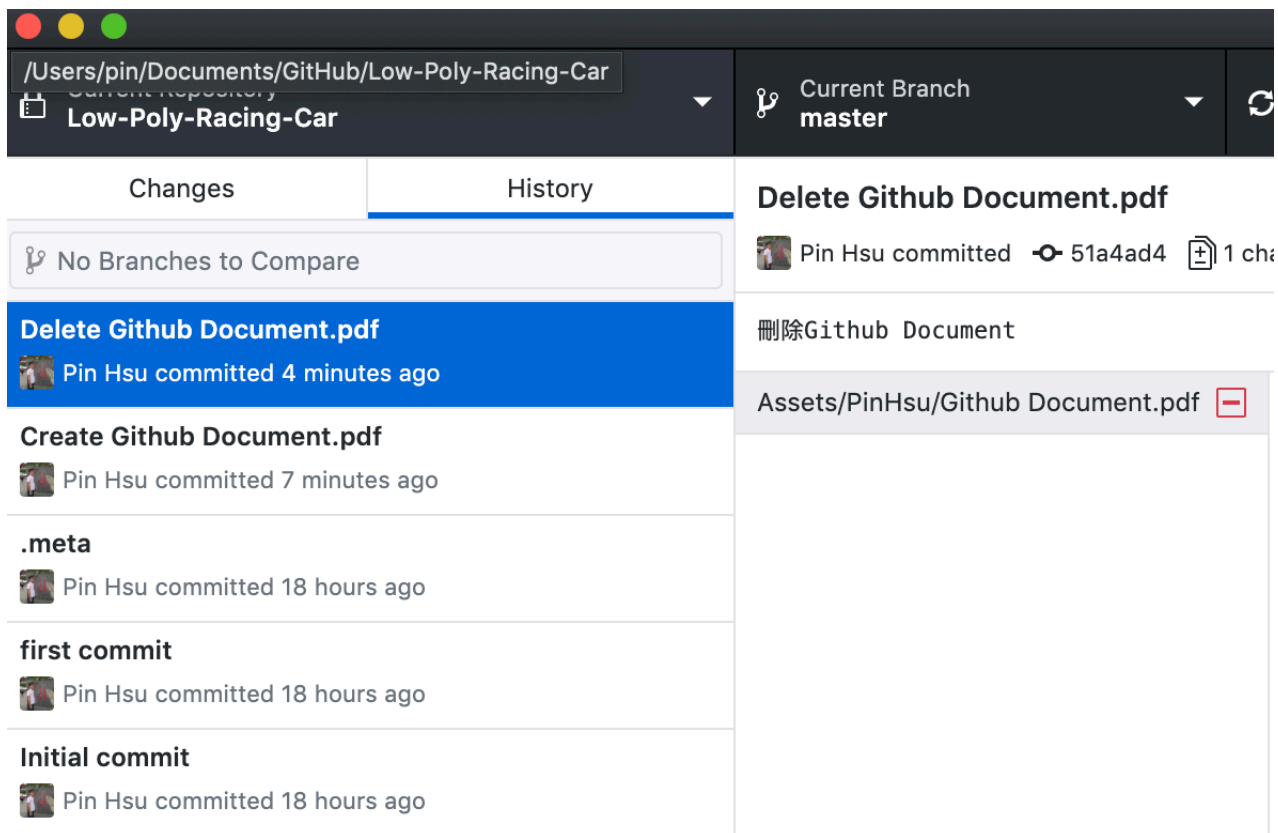 /Users/pin/Documents/GitHub/Low-Poly-Racing-Car
Current Repository
Low-Poly-Racing-Car
Current Branch
master
Changes
History
No Branches to Compare
Delete Github Document.pdf
Pin Hsu committed 4 minutes ago
Create Github Document.pdf
Pin Hsu committed 7 minutes ago
.meta
Pin Hsu committed 18 hours ago
first commit
Pin Hsu committed 18 hours ago
Initial commit
Pin Hsu committed 18 hours ago
Delete Github Document.pdf
Pin Hsu committed 51a4ad4 1 cha
刪除Github Document
Assets/PinHsu/Github Document.pdf